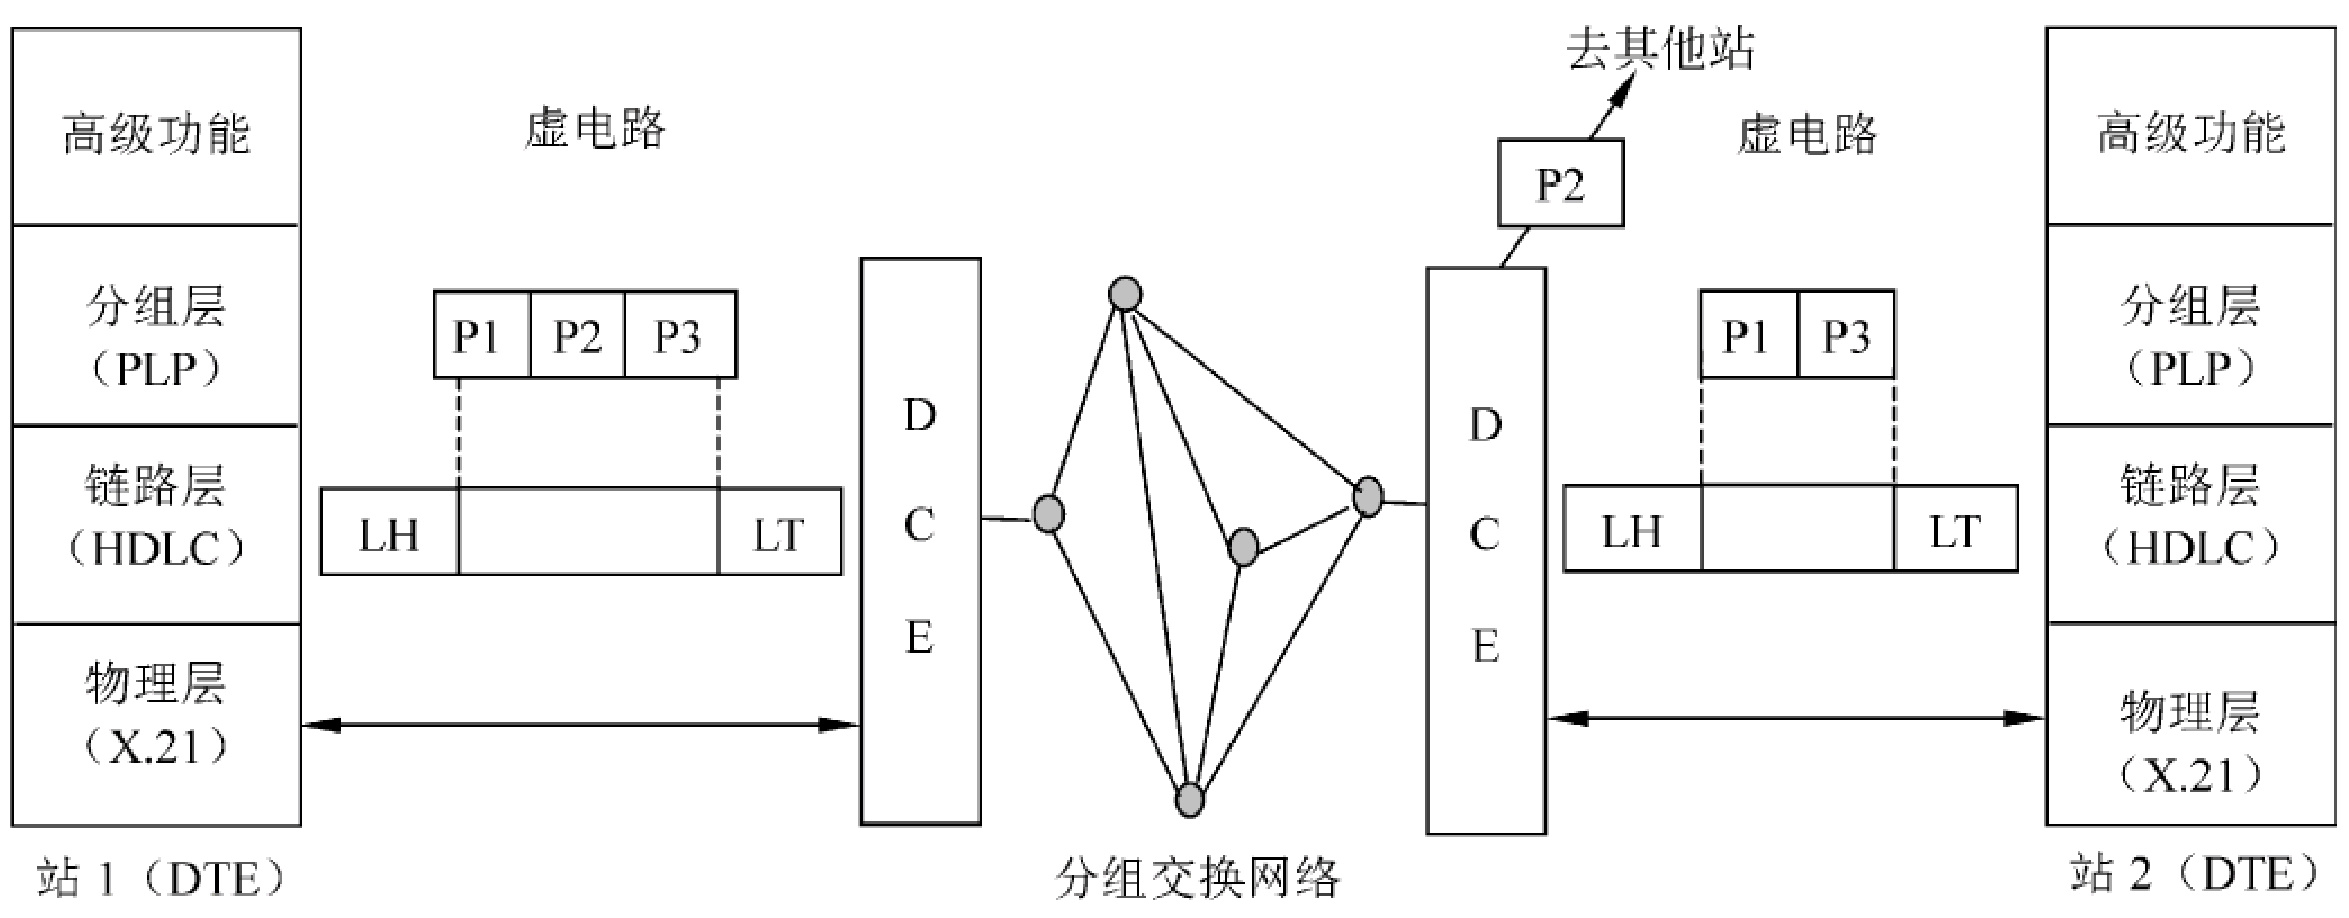 高级功能
分组层
（PLP）
链路层
（HDLC）
物理层
（X.21）
站 1（DTE）
虚电路
P1 P2 P3
LH LT
D
C
E
分组交换网络
D
C
E
去其他站
P2
虚电路
P1 P3
LH LT
高级功能
分组层
（PLP）
链路层
（HDLC）
物理层
（X.21）
站 2（DTE）